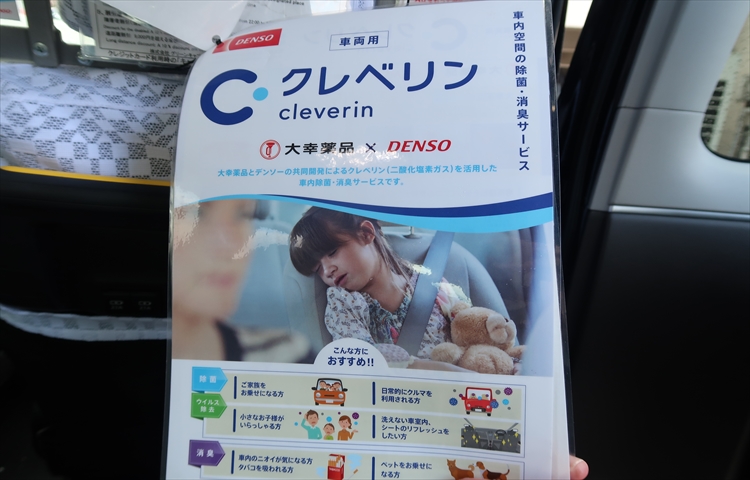 DENSO
車両用
車内空間の除菌・消臭サービス
クレベリン
cleverin
大幸薬品 × DENSO
大幸薬品とデンソーの共同開発によるクレベリン(二酸化塩素ガス)を活用した
車内除菌・消臭サービスです。
こんな方に
おすすめ!!
除菌
ウイルス
除去
消臭
ご家族を
お乗せになる方
日常的にクルマを
利用される方
小さなお子様が
いらっしゃる方
洗えない車室内、
シートのリフレッシュを
したい方
車内のニオイが気になる方
タバコを吸われる方
ペットをお乗せに
なる方